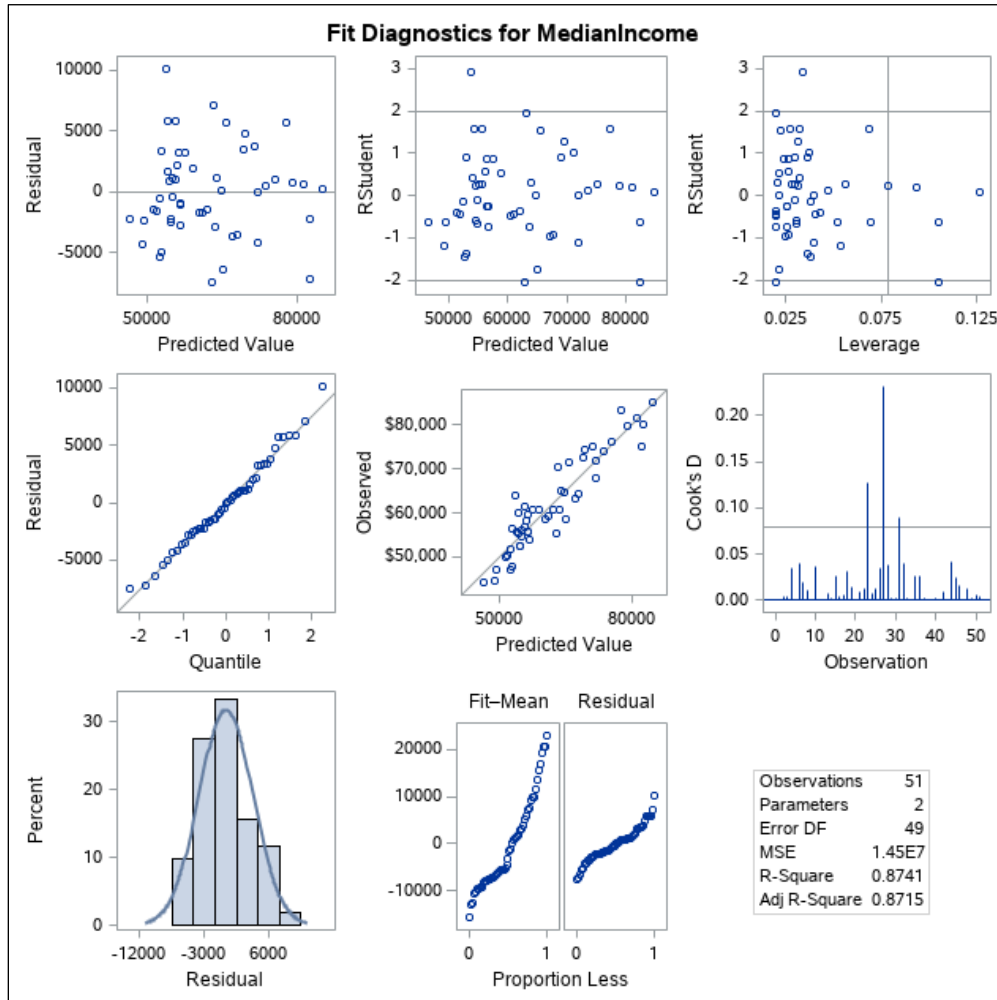 Fit Diagnostics for MedianIncome
10000
5000
0
-5000
Residual
50000 80000
Predicted Value
3
2
1
0
-1
-2
RStudent
50000 60000 70000 80000
Predicted Value
3
2
1
0
-1
-2
RStudent
0.025 0.075 0.125
Leverage
10000
5000
0
-5000
Residual
-2 -1 0 1 2
Quantile
$80,000
$70,000
$60,000
$50,000
Observed
50000 80000
Predicted Value
0.20
0.15
0.10
0.05
0.00
Cook's D
0 10 20 30 40 50
Observation
30
20
10
0
Percent
-12000 -3000 6000
Residual
Fit–Mean Residual
20000
10000
0
-10000
0 1 0 1
Proportion Less
Observations 51
Parameters 2
Error DF 49
MSE 1.45E7
R-Square 0.8741
Adj R-Square 0.8715